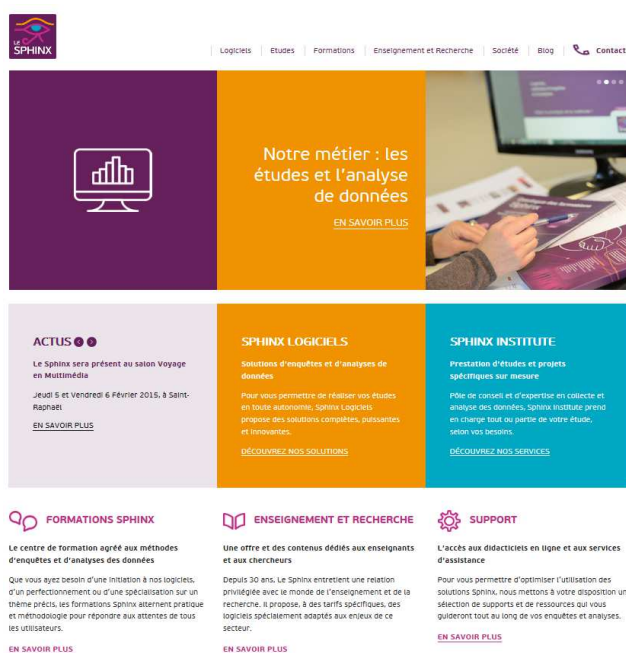 LE
SPHINX
Logiciels
Etudes
Formations
Enseignement et Recherche
Société
Blog
Contact
Notre métier : les
études et l'analyse
de données
EN SAVOIR PLUS
ACTUS
Le Sphinx sera présent au salon Voyage
en Multimédia
Jeudi 5 et Vendredi 6 Février 2015, à Saint-
Raphaël
EN SAVOIR PLUS
SPHINX LOGICIELS
Solutions d'enquêtes et d'analyses de
données
Pour vous permettre de réaliser vos études
en toute autonomie, Sphinx Logiciels
propose des solutions complètes, puissantes
et innovantes.
DÉCOUVREZ NOS SOLUTIONS
SPHINX INSTITUTE
Prestation d'études et projets
spécifiques sur mesure
Pôle de conseil et d'expertise en collecte et
analyse des données, Sphinx Institute prend
en charge tout ou partie de votre étude,
selon vos besoins.
DÉCOUVREZ NOS SERVICES
FORMATIONS SPHINX
Le centre de formation agréé aux méthodes
d'enquêtes et d'analyses des données
Que vous ayez besoin d'une initiation à nos logiciels,
d'un perfectionnement ou d'une spécialisation sur un
thème précis, les formations Sphinx alternent pratique
et méthodologie pour répondre aux attentes de tous
les utilisateurs.
EN SAVOIR PLUS
ENSEIGNEMENT ET RECHERCHE
Une offre et des contenus dédiés aux enseignants
et aux chercheurs
Depuis 30 ans, Le Sphinx entretient une relation
privilégiée avec le monde de l'enseignement et de la
recherche. Il propose, à des tarifs spécifiques, des
logiciels spécialement adaptés aux enjeux de ce
secteur.
EN SAVOIR PLUS
SUPPORT
L'accès aux didacticiels en ligne et aux services
d'assistance
Pour vous permettre d'optimiser l'utilisation des
solutions Sphinx, nous mettons à votre disposition un
sélection de supports et de ressources qui vous
guideront tout au long de vos enquêtes et analyses.
EN SAVOIR PLUS